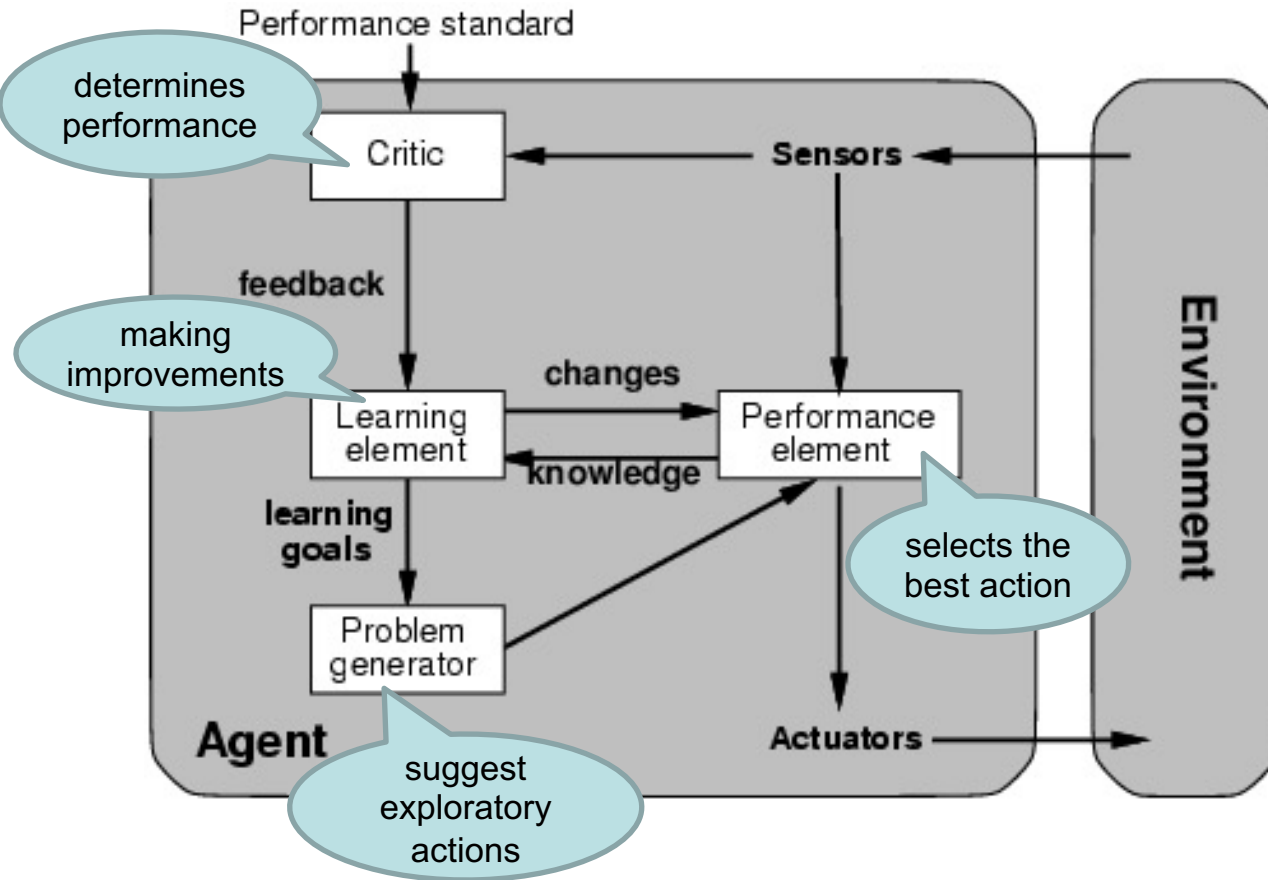 Performance standard
determines
performance
Critic
Sensors
feedback
making
improvements
changes
Learning
element
Performance
element
knowledge
learning
goals
selects the
best action
Problem
generator
Agent
Actuators
suggest
exploratory
actions
Environment